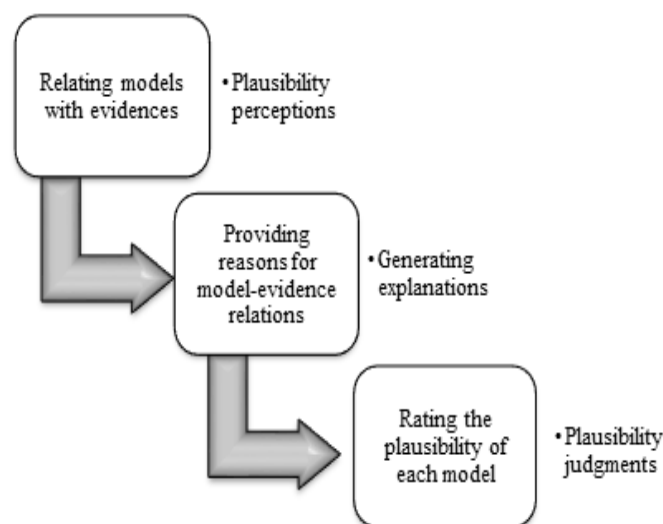 Relating models
with evidences
•Plausibility
perceptions
Providing
reasons for
model-evidence
relations
•Generating
explanations
Rating the
plausibility of
each model
•Plausibility
judgments